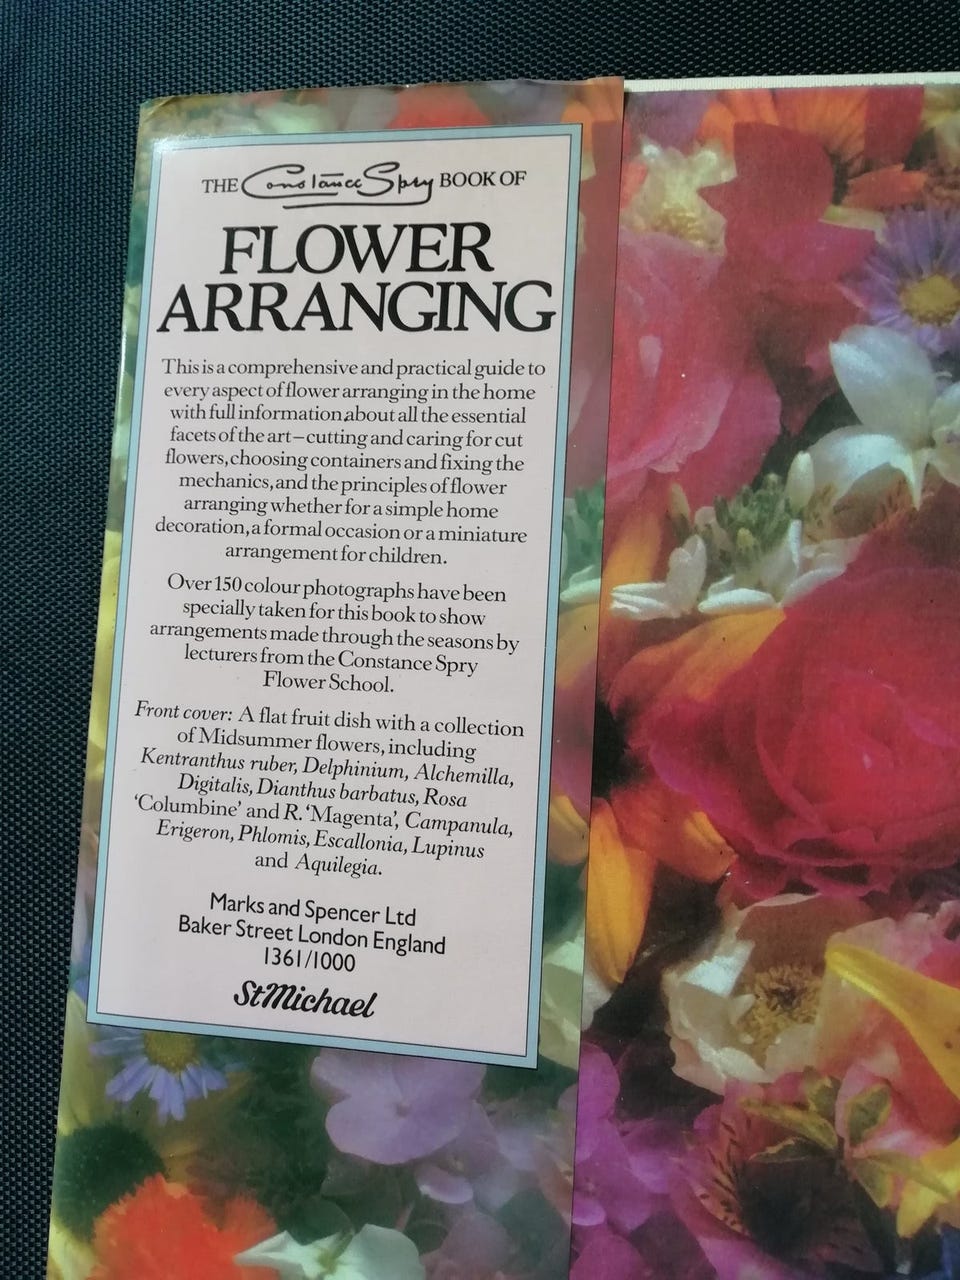 THE Constance Spry BOOK OF
FLOWER
ARRANGING
This is a comprehensive and practical guide to
every aspect of flower arranging in the home
with full information about all the essential
facets of the art – cutting and caring for cut
flowers, choosing containers and fixing the
mechanics, and the principles of flower
arranging whether for a simple home
decoration, a formal occasion or a miniature
arrangement for children.
Over 150 colour photographs have been
specially taken for this book to show
arrangements made through the seasons by
lecturers from the Constance Spry
Flower School.
Front cover: A flat fruit dish with a collection
of Midsummer flowers, including
Kentranthus ruber, Delphinium, Alchemilla,
Digitalis, Dianthus barbatus, Rosa
'Columbine' and R. 'Magenta', Campanula,
Erigeron, Phlomis, Escallonia, Lupinus
and Aquilegia.
Marks and Spencer Ltd
Baker Street London England
1361/1000
StMichael